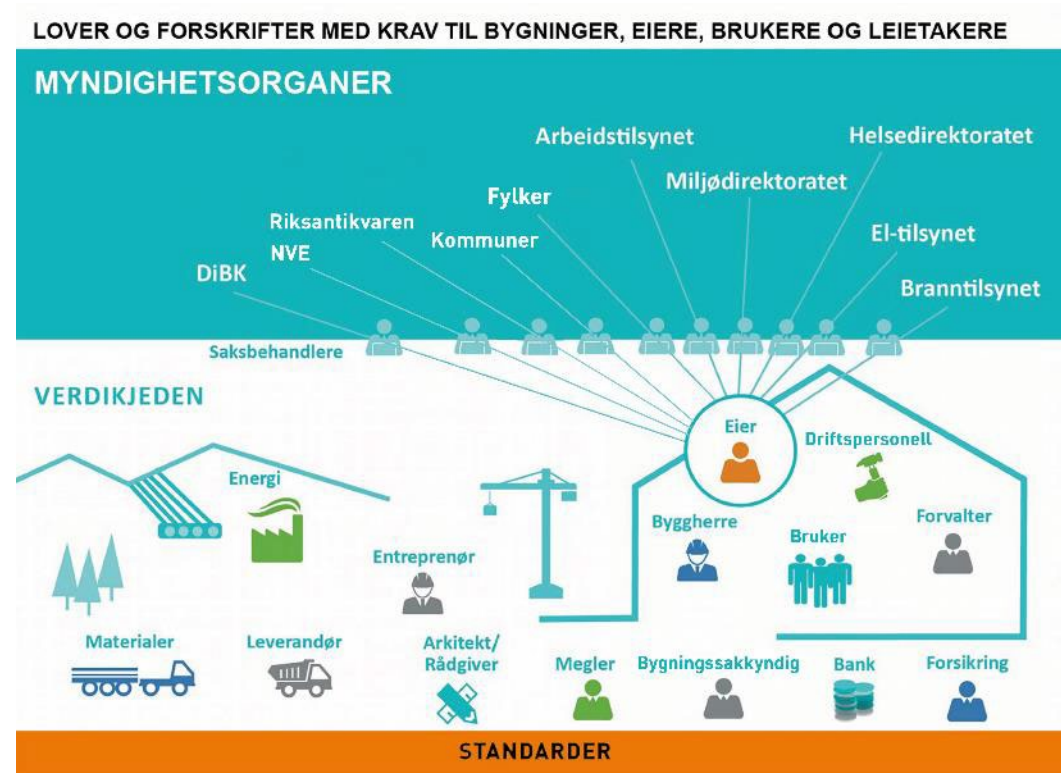 LOVER OG FORSKRIFTER MED KRAV TIL BYGNINGER, EIERE, BRUKERE OG LEIETAKERE
MYNDIGHETSORGANER
Arbeidstilsynet
Helsedirektoratet
Miljødirektoratet
Fylker
Riksantikvaren
Kommuner
El-tilsynet
NVE
DiBK
Branntilsynet
Saksbehandlere
VERDIKJEDEN
Eier
Driftspersonell
Energi
Byggherre
Bruker
Forvalter
Entreprenør
Materialer
Leverandør
Arkitekt/
Rådgiver
Megler
Bygningssakkyndig
Bank
Forsikring
STANDARDER